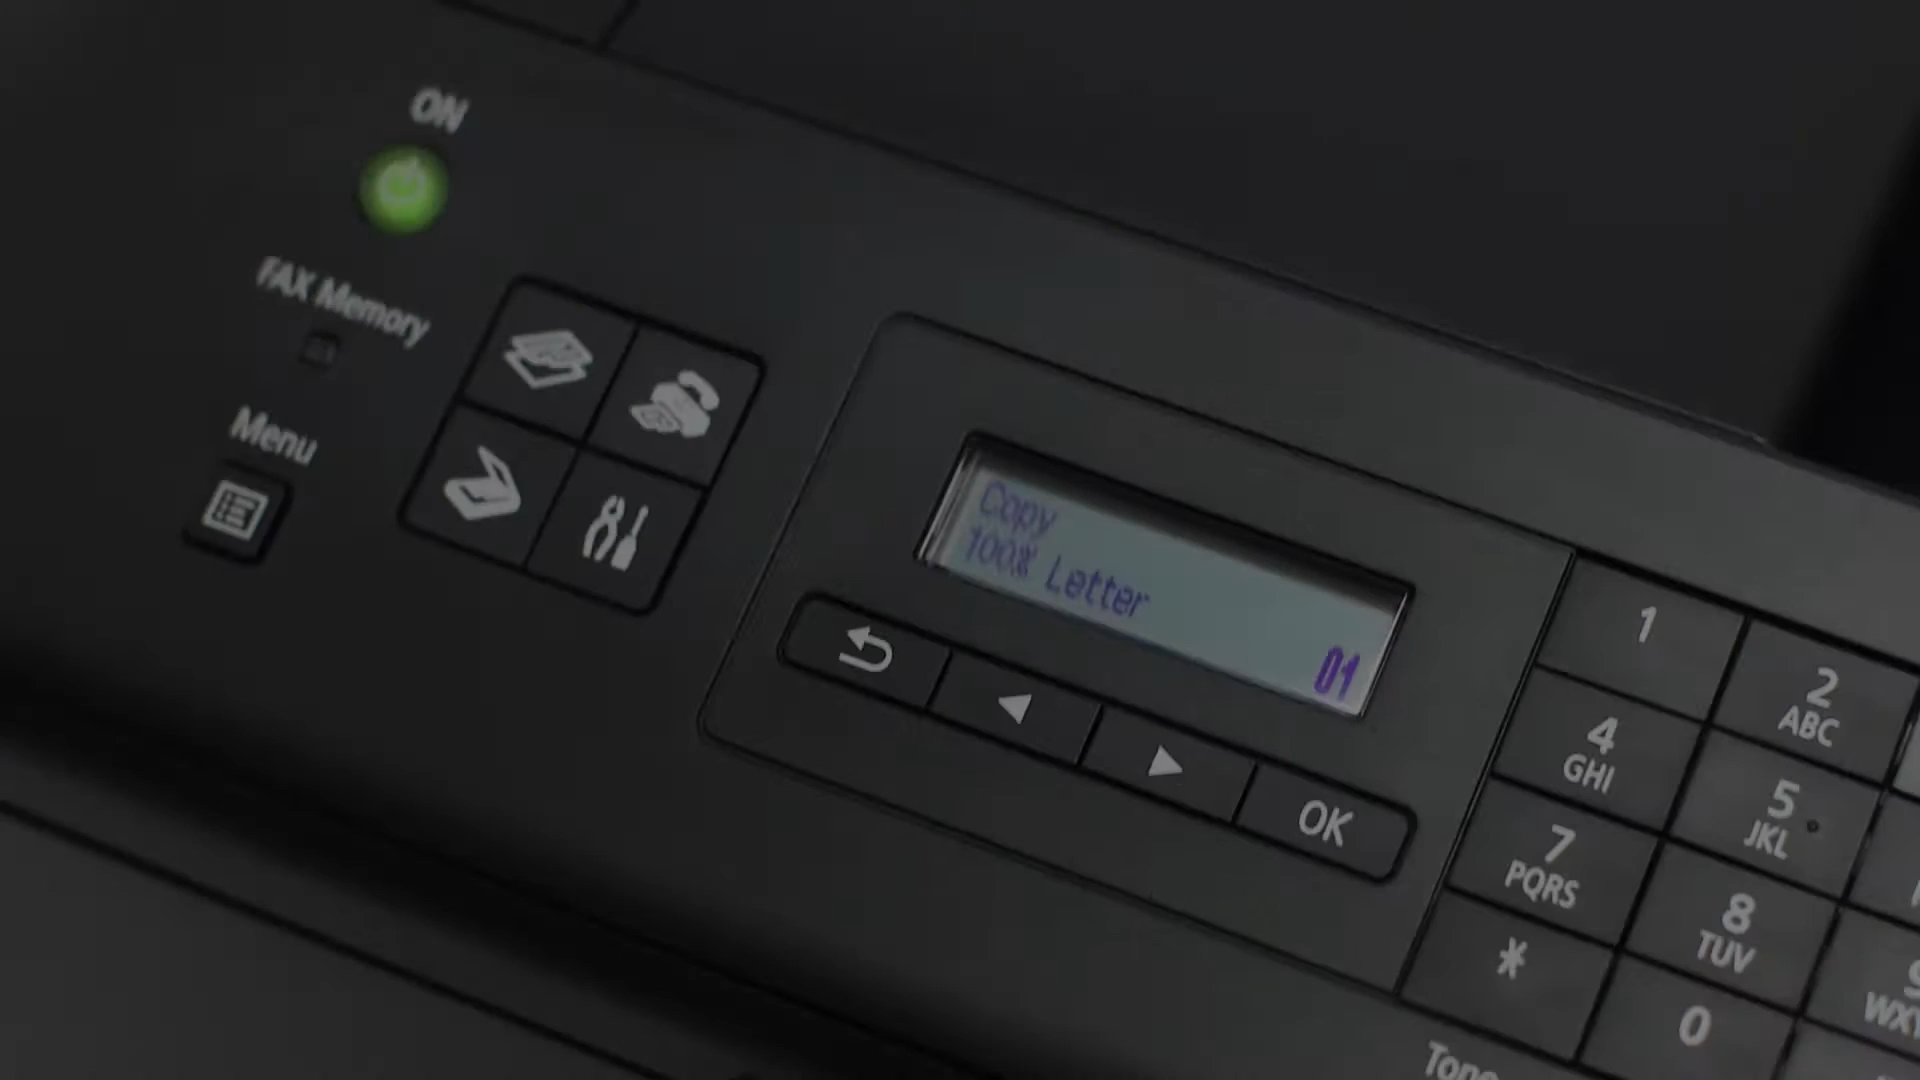 ON
FAX Memory
Menu
Copy
100% Letter
01
OK
1
2
ABC
4
GHI
5
JKL
7
PQRS
8
TUV
*
0